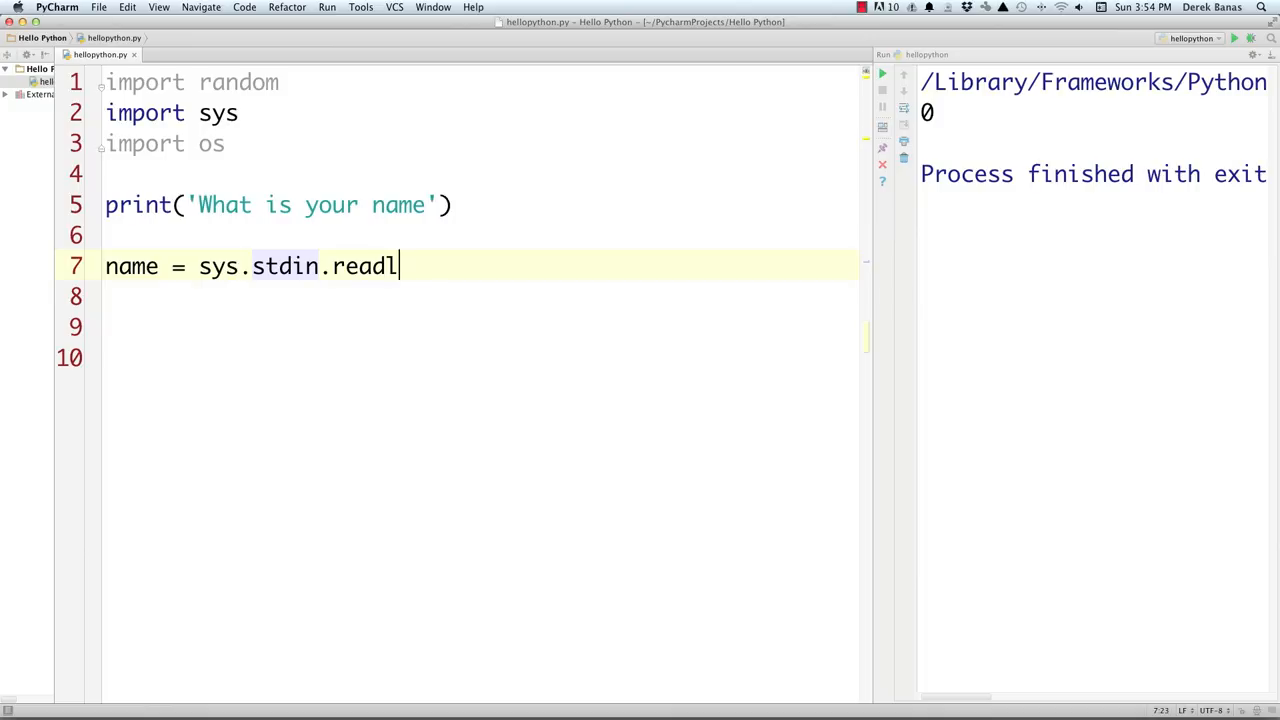 PyCharm File Edit View Navigate Code Refactor Run Tools VCS Window Help 10 Sun 3:54 PM Derek Banas
hellopython.py – Hello Python – [~/PycharmProjects/Hello Python]
Hello Python hellopython.py hellopython
hellopython.py Run hellopython
Hello P
hell
Externa
1 import random
2 import sys
3 import os
4
5 print('What is your name')
6
7 name = sys.stdin.readl
8
9
10
/Library/Frameworks/Python
0
Process finished with exit
7:23 LF UTF-8